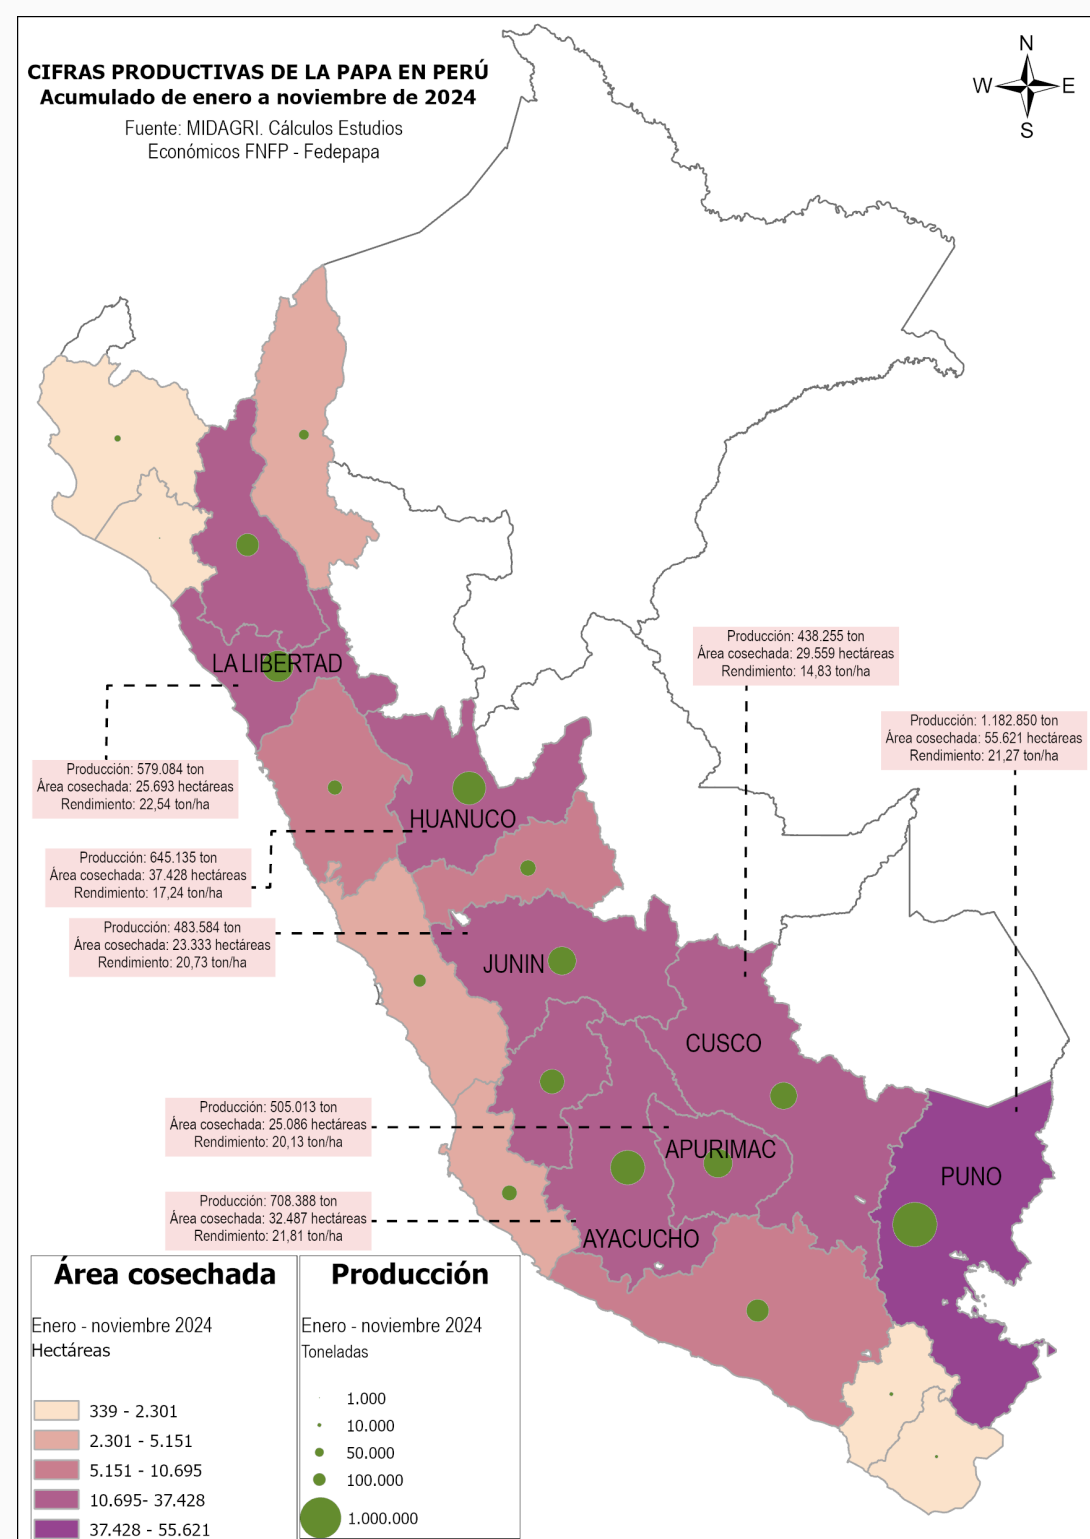 CIFRAS PRODUCTIVAS DE LA PAPA EN PERÚ
Acumulado de enero a noviembre de 2024
Fuente: MIDAGRI. Cálculos Estudios
Económicos FNFP - Fedepapa
N
W
E
S
Producción: 438.255 ton
Área cosechada: 29.559 hectáreas
Rendimiento: 14,83 ton/ha
LA LIBERTAD
Producción: 1.182.850 ton
Área cosechada: 55.621 hectáreas
Rendimiento: 21,27 ton/ha
Producción: 579.084 ton
Área cosechada: 25.693 hectáreas
Rendimiento: 22,54 ton/ha
HUANUCO
Producción: 645.135 ton
Área cosechada: 37.428 hectáreas
Rendimiento: 17,24 ton/ha
Producción: 483.584 ton
Área cosechada: 23.333 hectáreas
Rendimiento: 20,73 ton/ha
JUNIN
CUSCO
Producción: 505.013 ton
Área cosechada: 25.086 hectáreas
Rendimiento: 20,13 ton/ha
APURIMAC
PUNO
Producción: 708.388 ton
Área cosechada: 32.487 hectáreas
Rendimiento: 21,81 ton/ha
AYACUCHO
Área cosechada
Enero - noviembre 2024
Hectáreas
339 - 2.301
2.301 - 5.151
5.151 - 10.695
10.695- 37.428
37.428 - 55.621
Producción
Enero - noviembre 2024
Toneladas
1.000
10.000
50.000
100.000
1.000.000